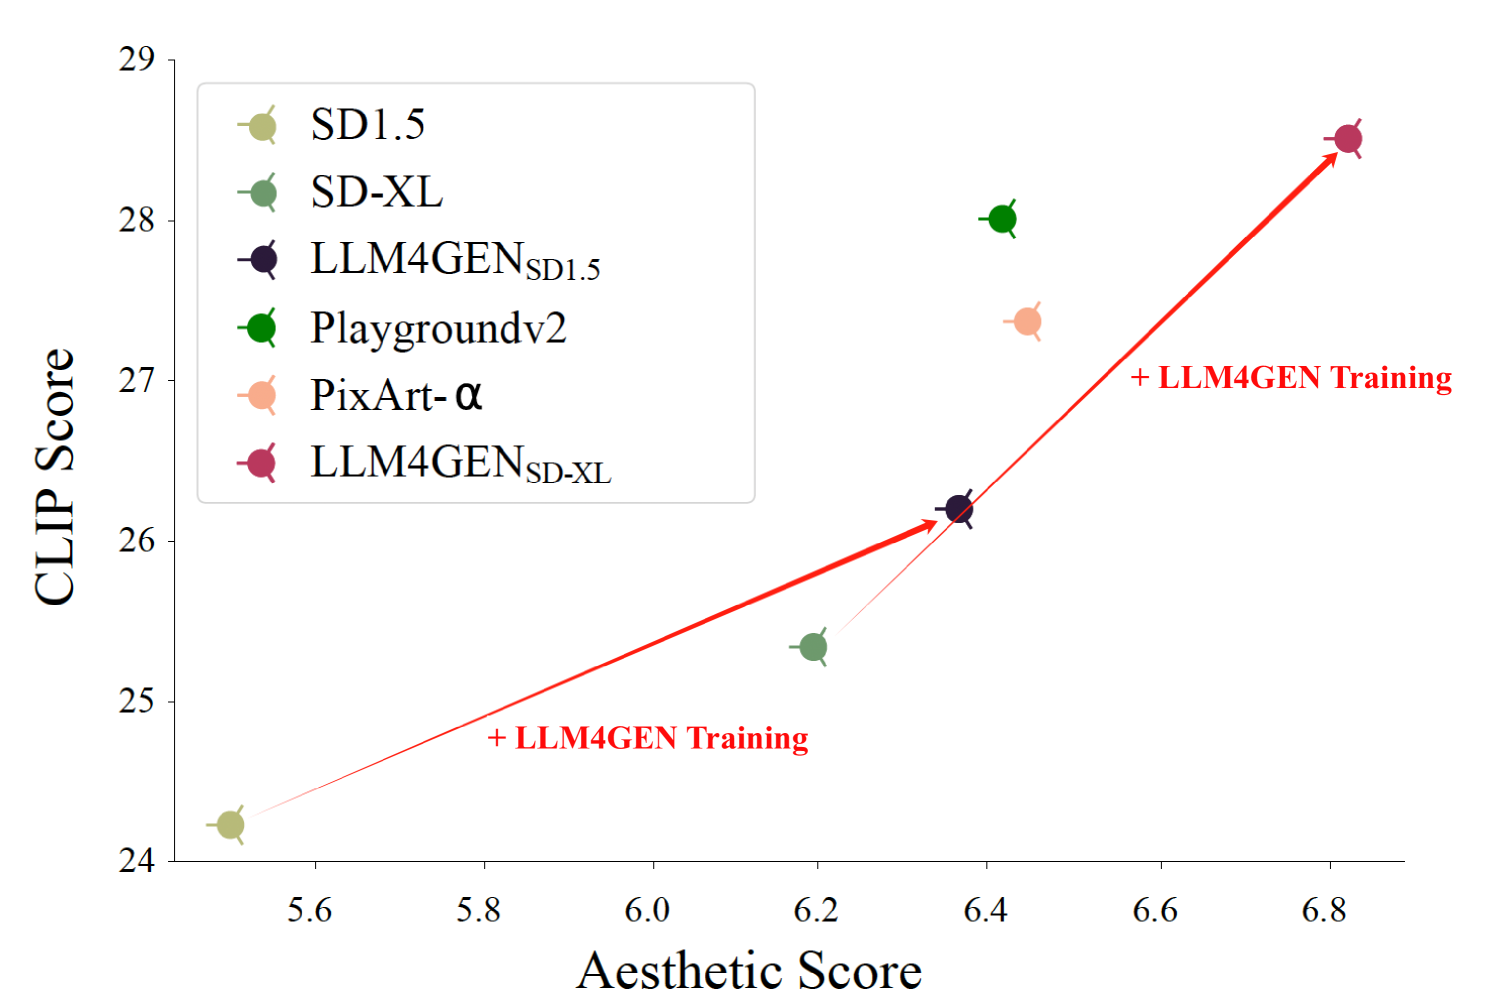 29
28
27
26
25
24
CLIP Score
SD1.5
SD-XL
LLM4GENSD1.5
Playgroundv2
PixArt-α
LLM4GENSD-XL
+ LLM4GEN Training
+ LLM4GEN Training
5.6 5.8 6.0 6.2 6.4 6.6 6.8
Aesthetic Score